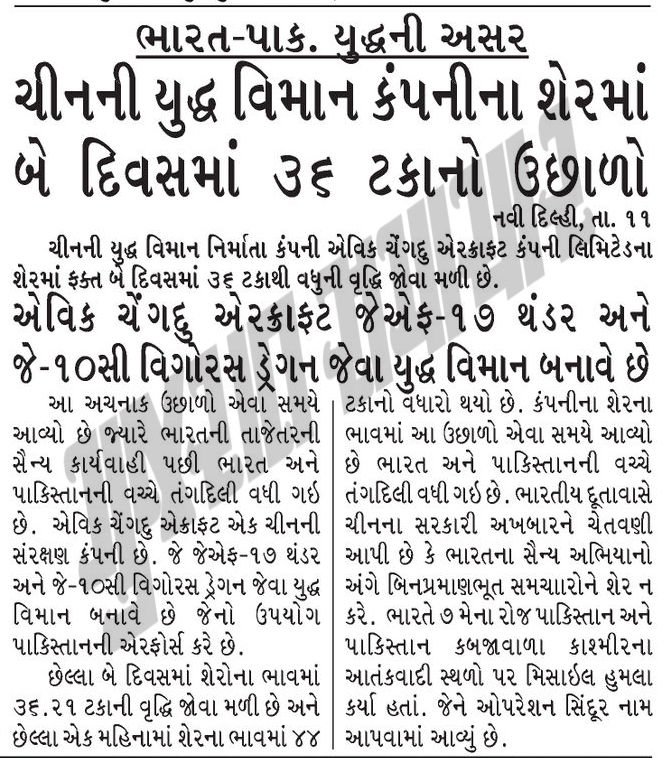 ભારત-પાક. યુદ્ધની અસર
ચીનની યુદ્ધ વિમાન કંપનીના શેરમાં
બે દિવસમાં ૩૬ ટકાનો ઉછાળો
નવી દિલ્હી, તા. ૧૧
ચીનની યુદ્ધ વિમાન નિર્માતા કંપની એવિક ચેંગદુ એરક્રાફટ કંપની લિમિટેડના
શેરમાં ફક્ત બે દિવસમાં ૩૬ ટકાથી વધુની વૃદ્ધિ જોવા મળી છે.
એવિક ચેંગદુ એરક્રાફટ જેએફ-૧૭ થંડર અને
જે-૧૦સી વિગોરસ ડ્રેગન જેવા યુદ્ધ વિમાન બનાવે છે
આ અચનાક ઉછાળો એવા સમયે
આવ્યો છે જ્યારે ભારતની તાજેતરની
સૈન્ય કાર્યવાહી પછી ભારત અને
પાકિસ્તાનની વચ્ચે તંગદિલી વધી ગઇ
છે. એવિક ચેંગદુ એક્રાફટ એક ચીનની
સંરક્ષણ કંપની છે. જે જેએફ-૧૭ થંડર
અને જે-૧૦સી વિગોરસ ડ્રેગન જેવા યુદ્ધ
વિમાન બનાવે છે જેનો ઉપયોગ
પાકિસ્તાનની એરફોર્સ કરે છે.
છેલ્લા બે દિવસમાં શેરોના ભાવમાં
૩૬.૨૧ ટકાની વૃદ્ધિ જોવા મળી છે અને
છેલ્લા એક મહિનામાં શેરના ભાવમાં ૪૪
ટકાનો વધારો થયો છે. કંપનીના શેરના
ભાવમાં આ ઉછાળો એવા સમયે આવ્યો
છે ભારત અને પાકિસ્તાનની વચ્ચે
તંગદિલી વધી ગઇ છે. ભારતીય દૂતાવાસે
ચીનના સરકારી અખબારને ચેતવણી
આપી છે કે ભારતના સૈન્ય અભિયાનો
અંગે બિનપ્રમાણભૂત સમચારોને શેર ન
કરે. ભારતે ૭ મેના રોજ પાકિસ્તાન અને
પાકિસ્તાન કબજાવાળા કાશ્મીરના
આતંકવાદી સ્થળો પર મિસાઇલ હુમલા
કર્યા હતાં. જેને ઓપરેશન સિંદૂર નામ
આપવામાં આવ્યું છે.
ગુજરાત સમાચાર